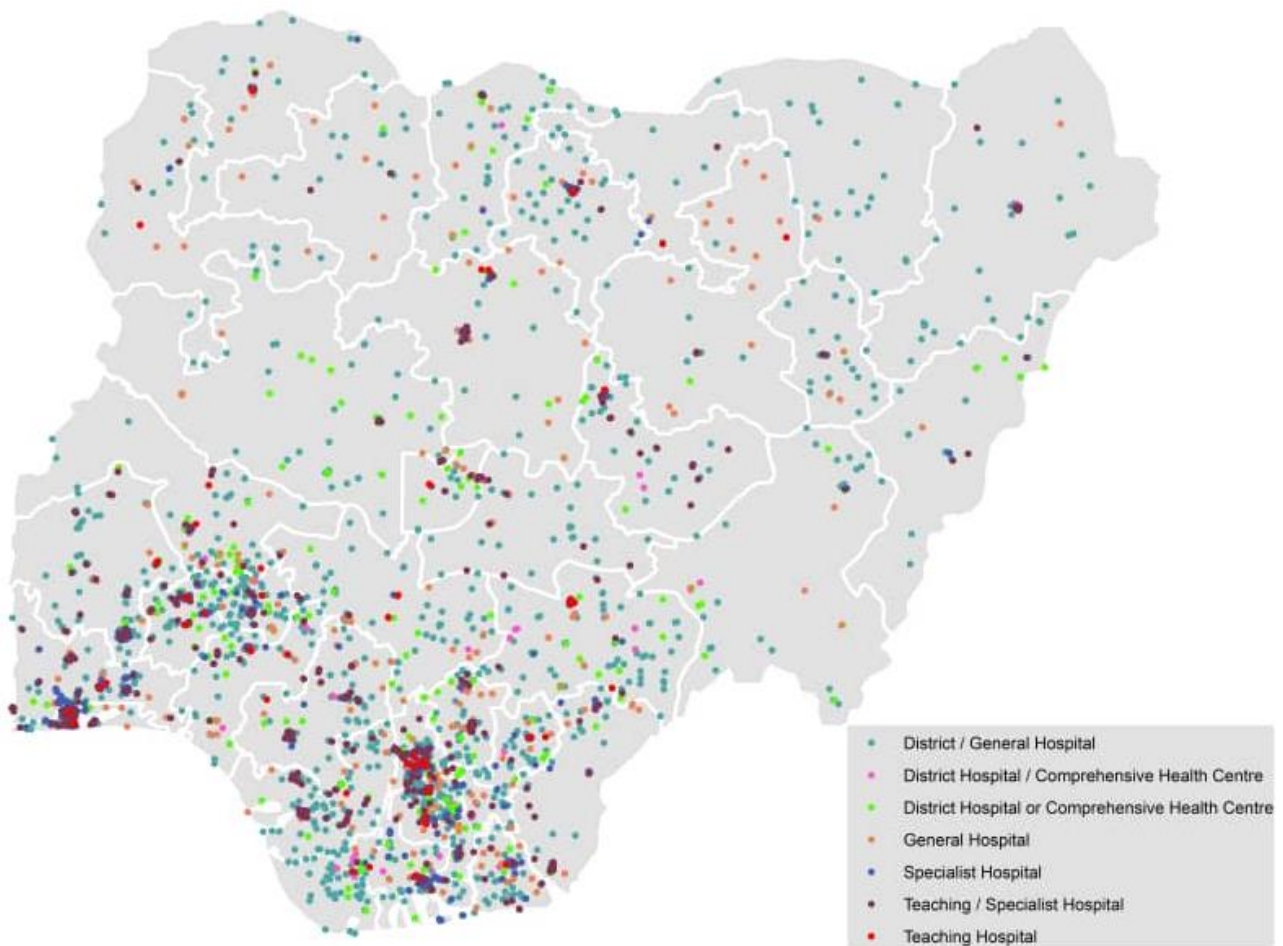 District / General Hospital
District Hospital / Comprehensive Health Centre
District Hospital or Comprehensive Health Centre
General Hospital
Specialist Hospital
Teaching / Specialist Hospital
Teaching Hospital